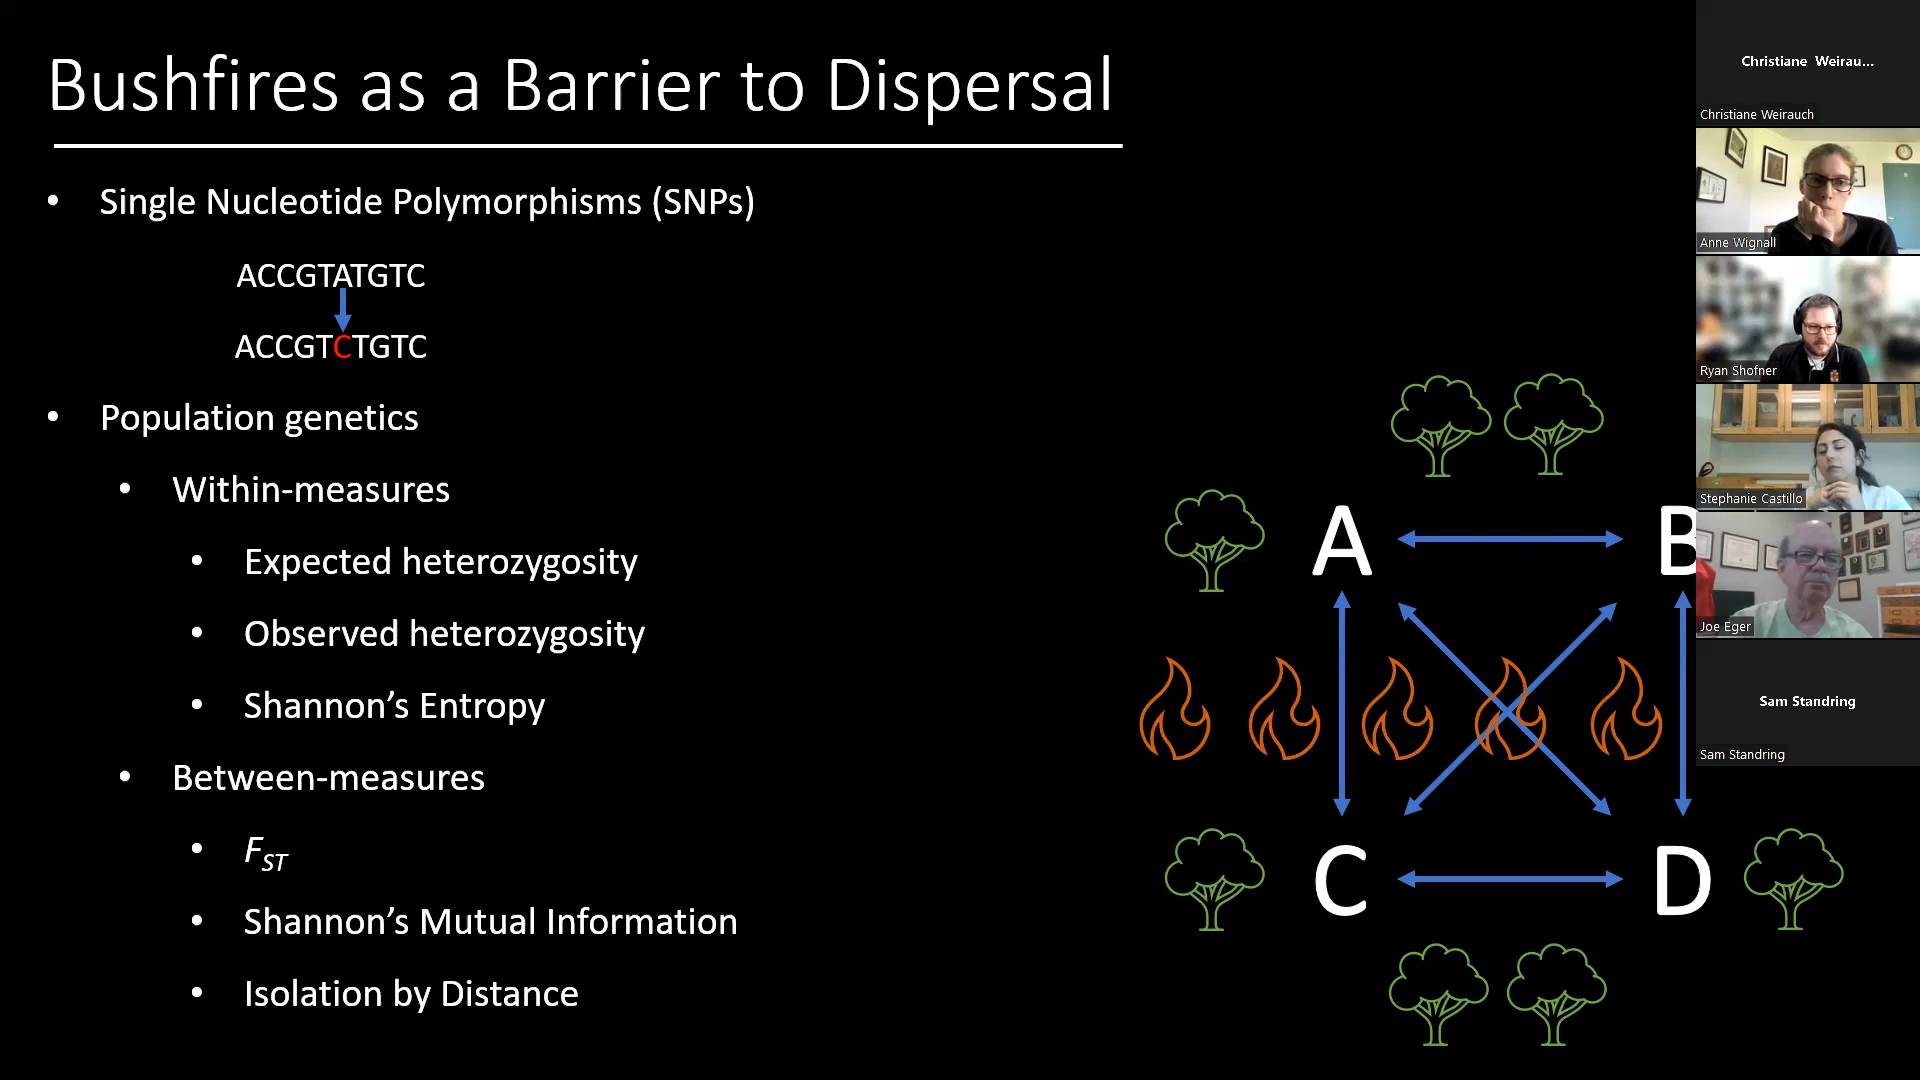 Bushfires as a Barrier to Dispersal
• Single Nucleotide Polymorphisms (SNPs)
ACCGTATGTC
ACCGTCTGTC
• Population genetics
• Within-measures
• Expected heterozygosity
• Observed heterozygosity
• Shannon’s Entropy
• Between-measures
• FST
• Shannon’s Mutual Information
• Isolation by Distance
A
B
C
D
Christiane Weirau...
Christiane Weirauch
Anne Wignall
Ryan Shofner
Stephanie Castillo
Joe Eger
Sam Standring
Sam Standring